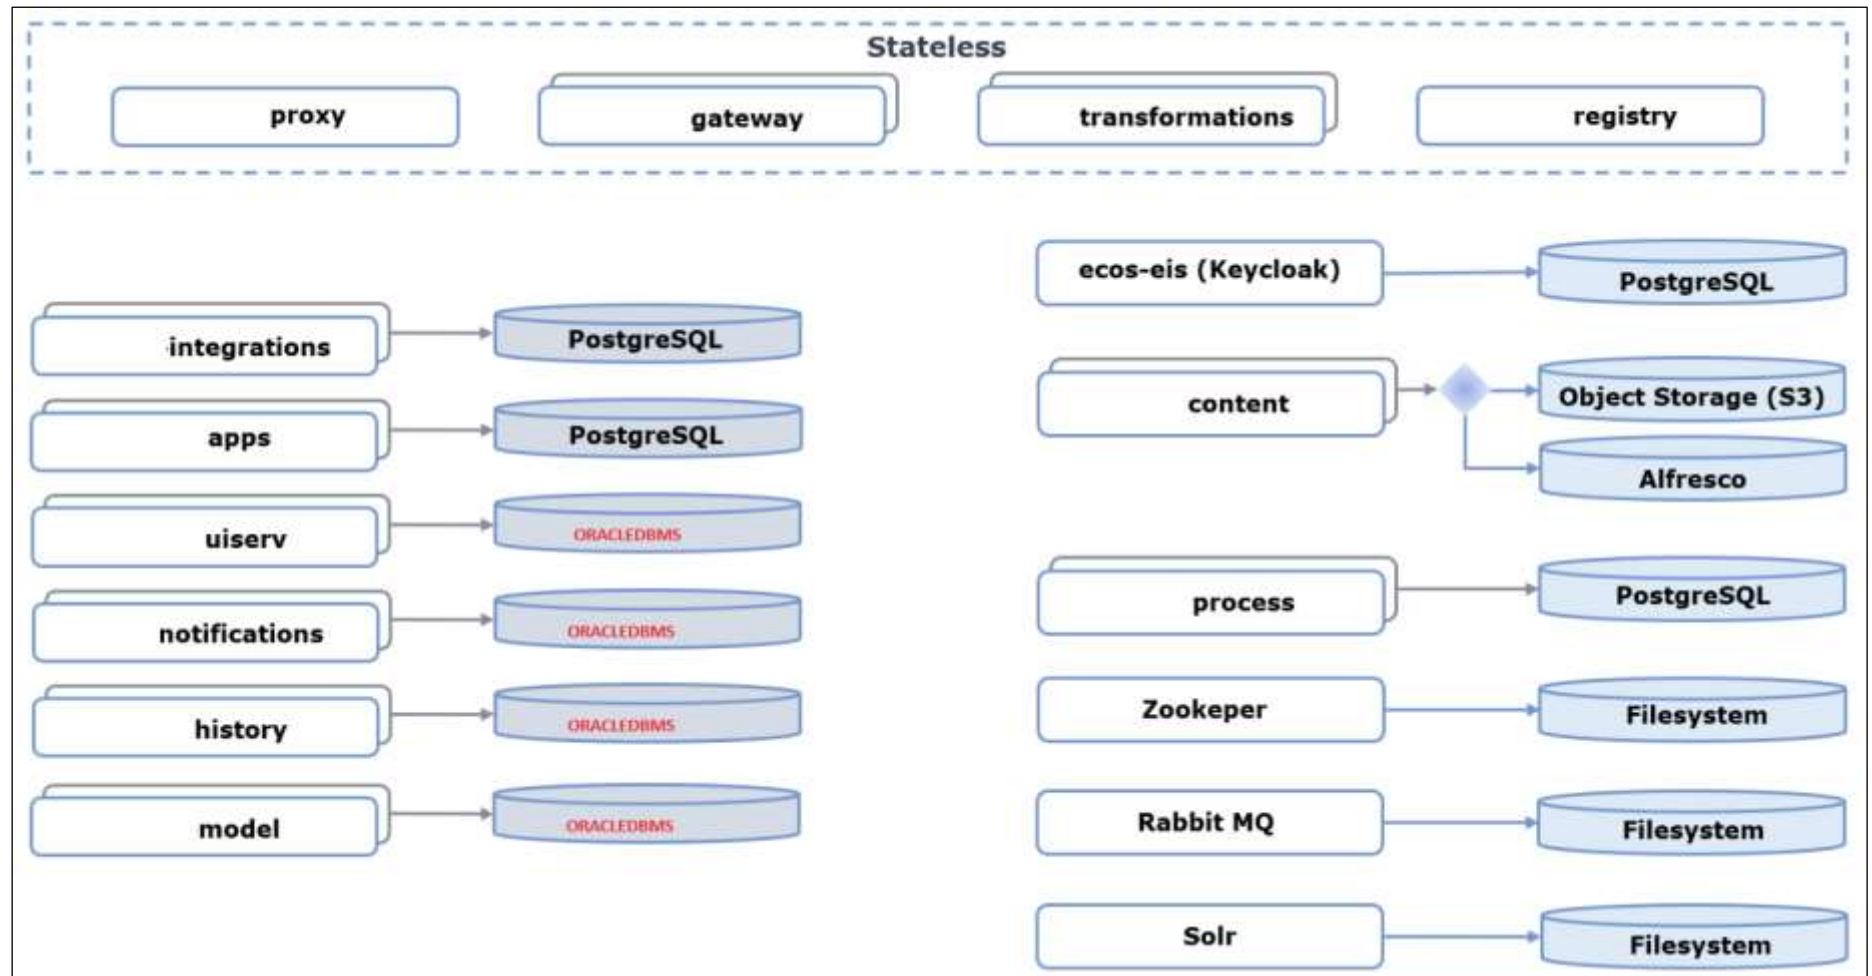 Stateless
proxy
gateway
transformations
registry
integrations
PostgreSQL
apps
PostgreSQL
uiserv
ORACLEDBMS
notifications
ORACLEDBMS
history
ORACLEDBMS
model
ORACLEDBMS
ecos-eis (Keycloak)
PostgreSQL
content
Object Storage (S3)
Alfresco
process
PostgreSQL
Zookeper
Filesystem
Rabbit MQ
Filesystem
Solr
Filesystem